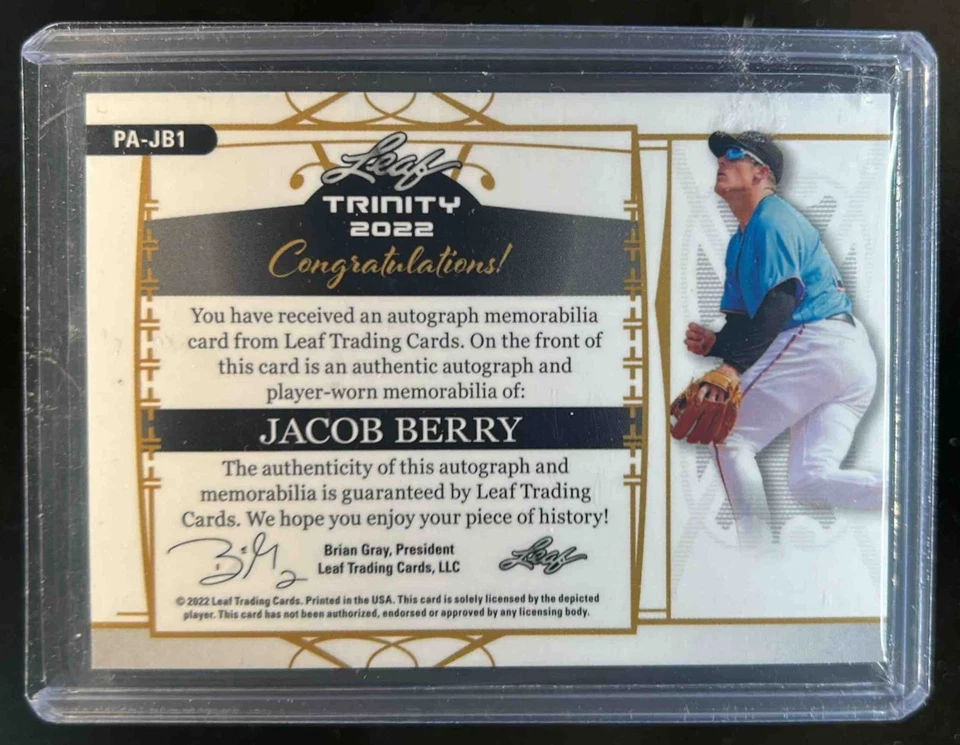 PA-JB1
Leaf
TRINITY
2022
Congratulations!
You have received an autograph memorabilia
card from Leaf Trading Cards. On the front of
this card is an authentic autograph and
player-worn memorabilia of:
JACOB BERRY
The authenticity of this autograph and
memorabilia is guaranteed by Leaf Trading
Cards. We hope you enjoy your piece of history!
Brian Gray, President
Leaf Trading Cards, LLC
Leaf
© 2022 Leaf Trading Cards. Printed in the USA. This card is solely licensed by the depicted
player. This card has not been authorized, endorsed or approved by any licensing body.